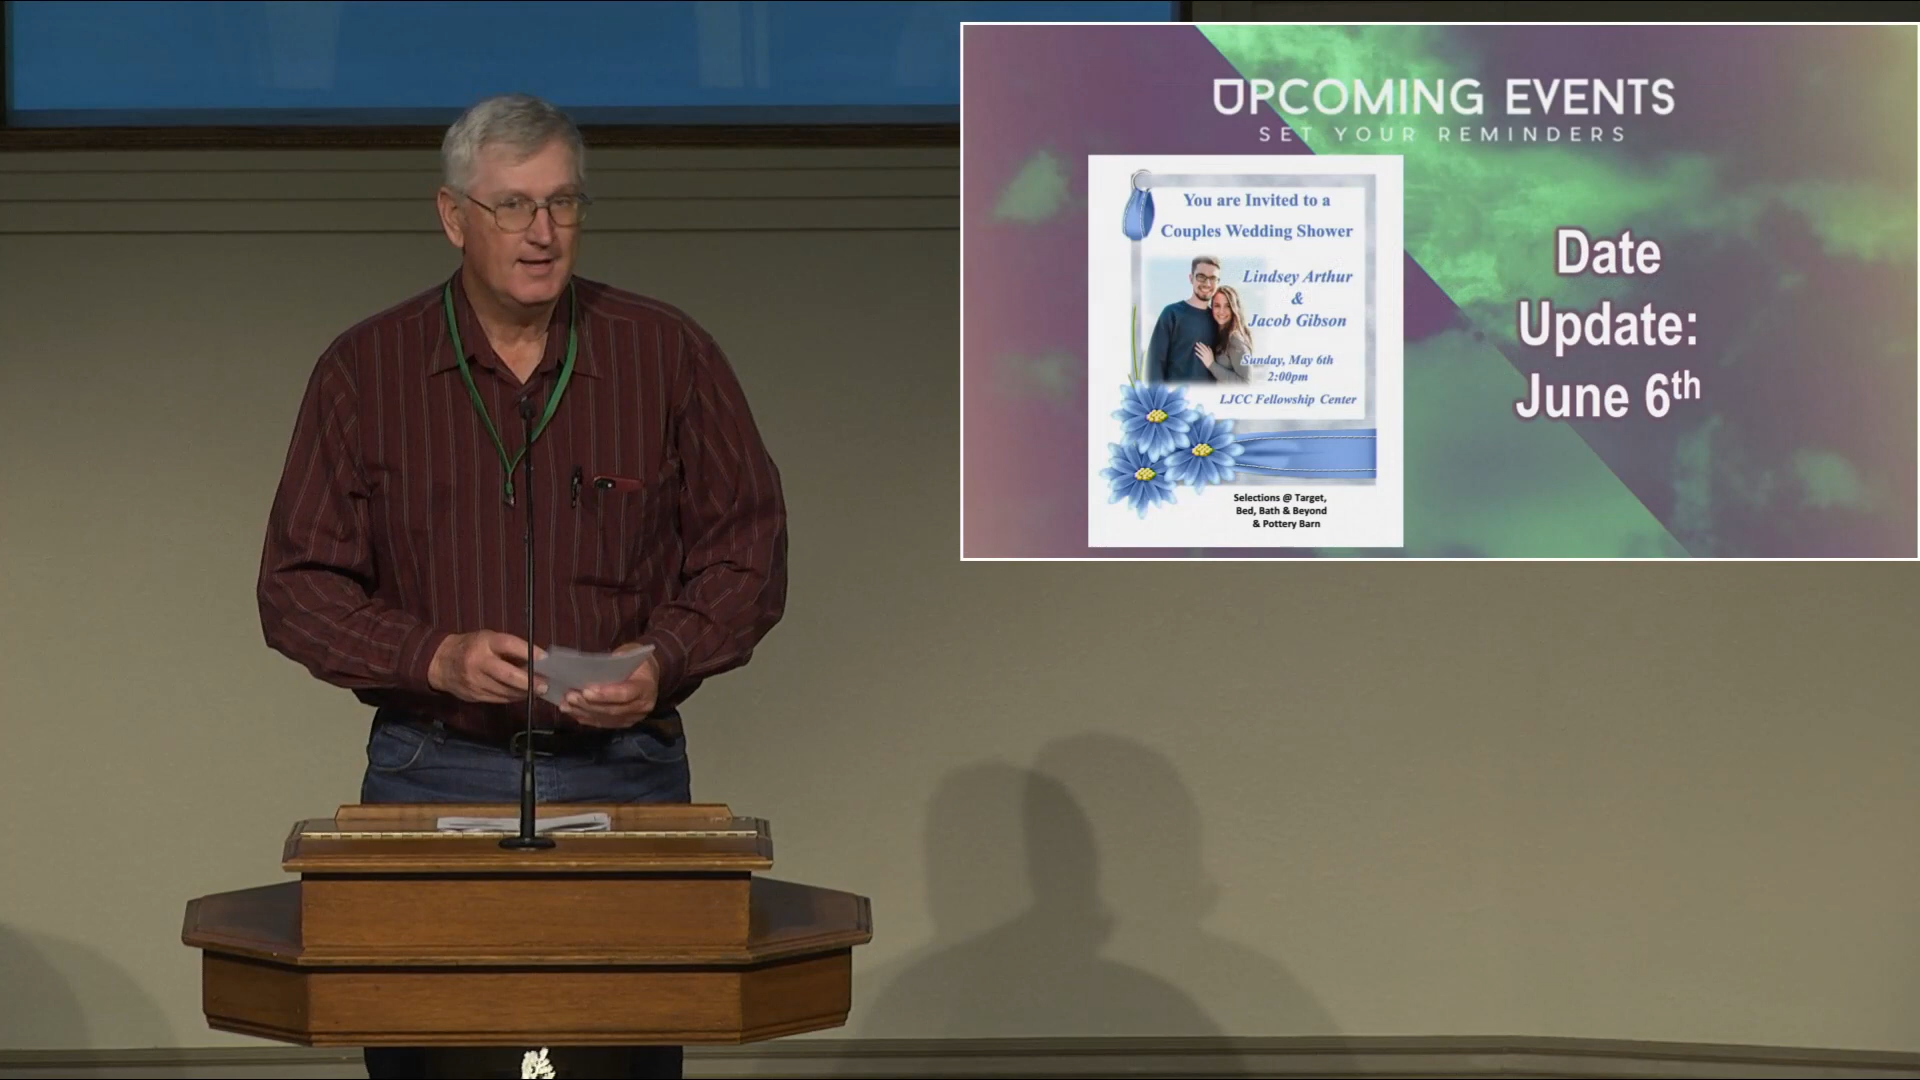 UPCOMING EVENTS
SET YOUR REMINDERS
You are Invited to a
Couples Wedding Shower
Lindsey Arthur
&
Jacob Gibson
Sunday, May 6th
2:00pm
LJCC Fellowship Center
Selections @ Target,
Bed, Bath & Beyond
& Pottery Barn
Date
Update:
June 6th